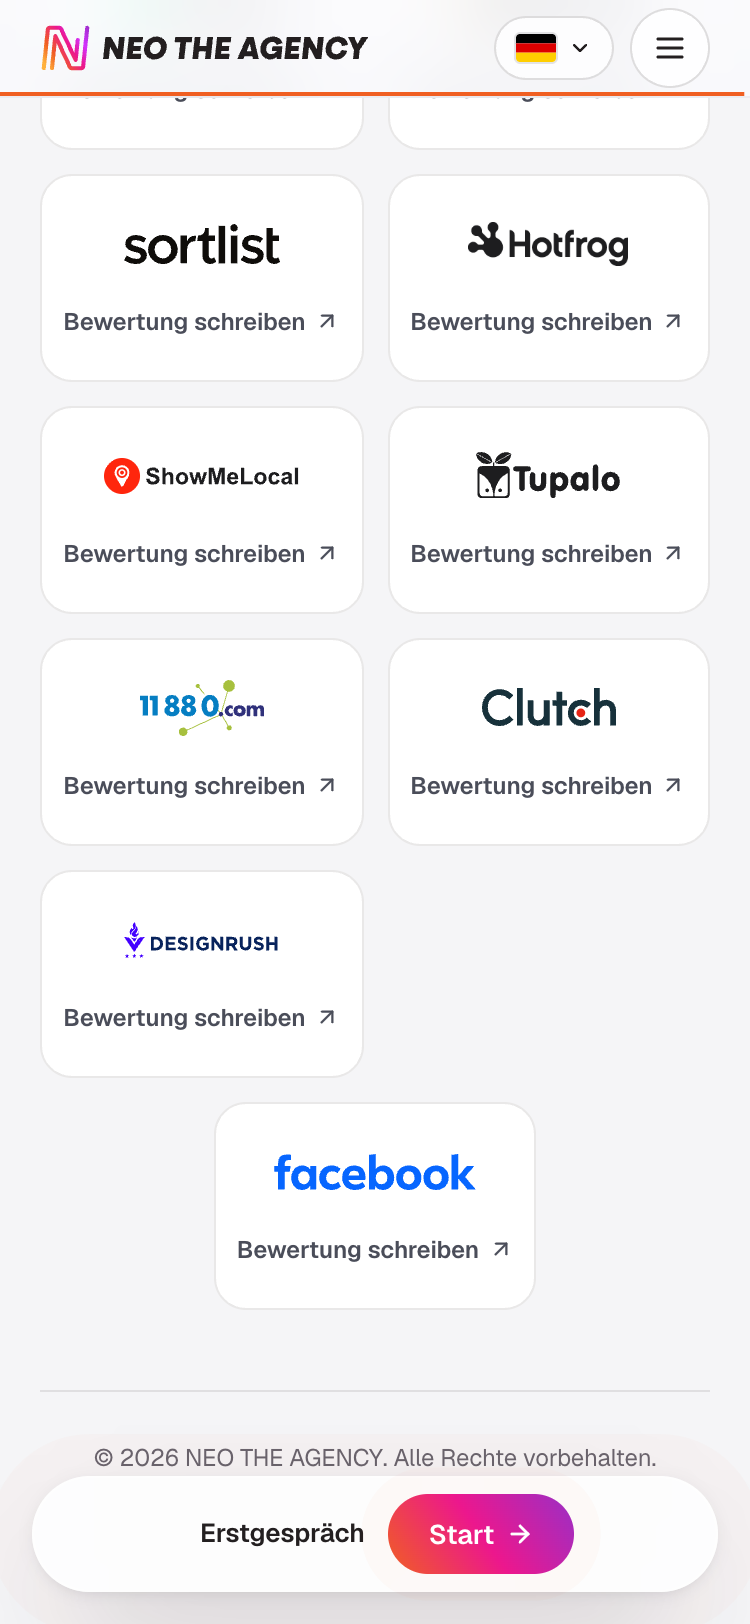 NEO THE AGENCY
sortlist
Hotfrog
Bewertung schreiben
Bewertung schreiben
ShowMeLocal
Tupalo
Bewertung schreiben
Bewertung schreiben
11880.com
Clutch
Bewertung schreiben
Bewertung schreiben
DESIGNRUSH
Bewertung schreiben
facebook
Bewertung schreiben
© 2026 NEO THE AGENCY. Alle Rechte vorbehalten.
Erstgespräch
Start